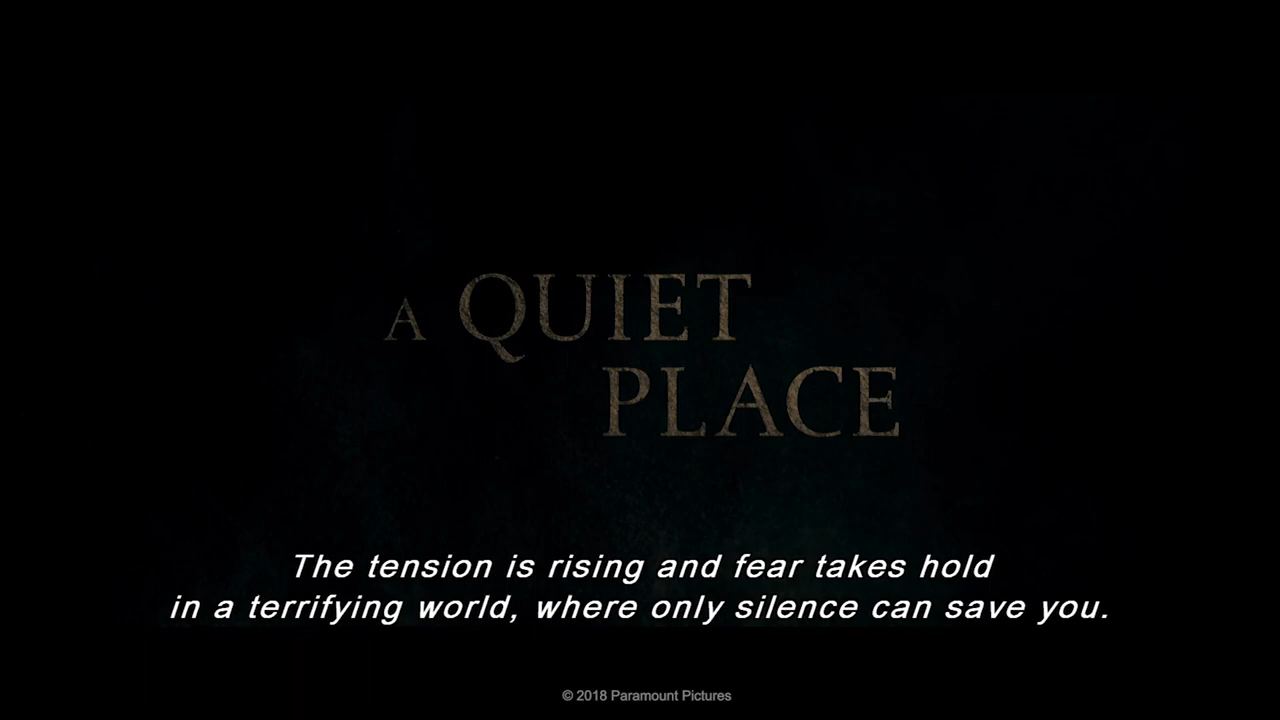 A QUIET
PLACE
The tension is rising and fear takes hold
in a terrifying world, where only silence can save you.
© 2018 Paramount Pictures